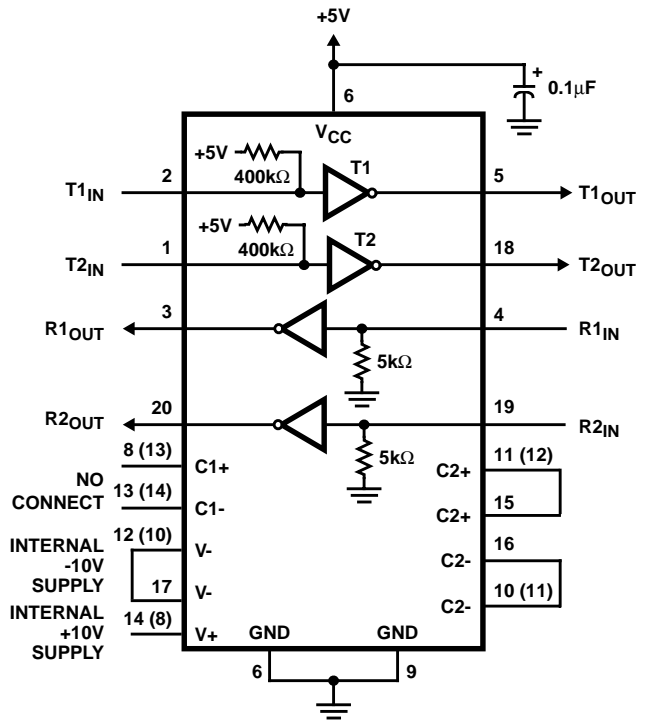 +5V
6
+
0.1µF
VCC
+5V
400kΩ
T1
T1IN
2
5
T1OUT
+5V
400kΩ
T2
T2IN
1
18
T2OUT
R1OUT
3
4
R1IN
5kΩ
R2OUT
20
19
R2IN
5kΩ
8 (13)
C1+
NO
CONNECT
13 (14)
C1-
11 (12)
C2+
15
C2+
INTERNAL
-10V
SUPPLY
12 (10)
V-
17
V-
16
C2-
10 (11)
C2-
INTERNAL
+10V
SUPPLY
14 (8)
V+
GND
GND
6
9